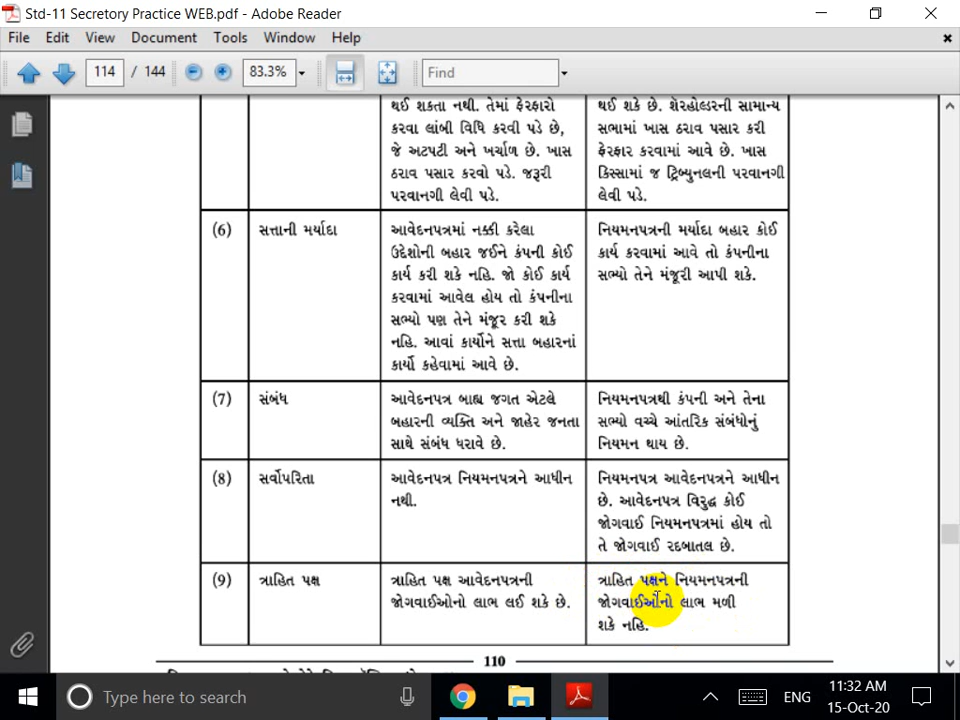 Std-11 Secretory Practice WEB.pdf - Adobe Reader
File Edit View Document Tools Window Help
114 / 144 83.3% Find
થઈ શકતા નથી. તેમાં ફેરફારો
કરવા લાંબી વિધિ કરવી પડે છે,
જે અટપટી અને ખર્ચાળ છે. ખાસ
ઠરાવ પસાર કરવો પડે. જરૂરી
પરવાનગી લેવી પડે.
થઈ શકે છે. શેરહોલ્ડરની સામાન્ય
સભામાં ખાસ ઠરાવ પસાર કરી
ફેરફાર કરવામાં આવે છે. ખાસ
કિસ્સામાં જ ટ્રિબ્યુનલની પરવાનગી
લેવી પડે.
(6) સત્તાની મર્યાદા
આવેદનપત્રમાં નક્કી કરેલા
ઉદ્દેશોની બહાર જઈને કંપની કોઈ
કાર્ય કરી શકે નહિ. જો કોઈ કાર્ય
કરવામાં આવેલ હોય તો કંપનીના
સભ્યો પણ તેને મંજૂર કરી શકે
નહિ. આવાં કાર્યોને સત્તા બહારનાં
કાર્યો કહેવામાં આવે છે.
નિયમનપત્રની મર્યાદા બહાર કોઈ
કાર્ય કરવામાં આવે તો કંપનીના
સભ્યો તેને મંજૂરી આપી શકે.
(7) સંબંધ
આવેદનપત્ર બાહ્ય જગત એટલે
બહારની વ્યક્તિ અને જાહેર જનતા
સાથે સંબંધ ધરાવે છે.
નિયમનપત્રથી કંપની અને તેના
સભ્યો વચ્ચે આંતરિક સંબંધોનું
નિયમન થાય છે.
(8) સર્વોપરિતા
આવેદનપત્ર નિયમનપત્રને આધીન
નથી.
નિયમનપત્ર આવેદનપત્રને આધીન
છે. આવેદનપત્ર વિરુદ્ધ કોઈ
જોગવાઈ નિયમનપત્રમાં હોય તો
તે જોગવાઈ રદબાતલ છે.
(9) ત્રાહિત પક્ષ
ત્રાહિત પક્ષ આવેદનપત્રની
જોગવાઈઓનો લાભ લઈ શકે છે.
ત્રાહિત પક્ષને નિયમનપત્રની
જોગવાઈઓનો લાભ મળી
શકે નહિ.
110
Type here to search
ENG
11:32 AM
15-Oct-20